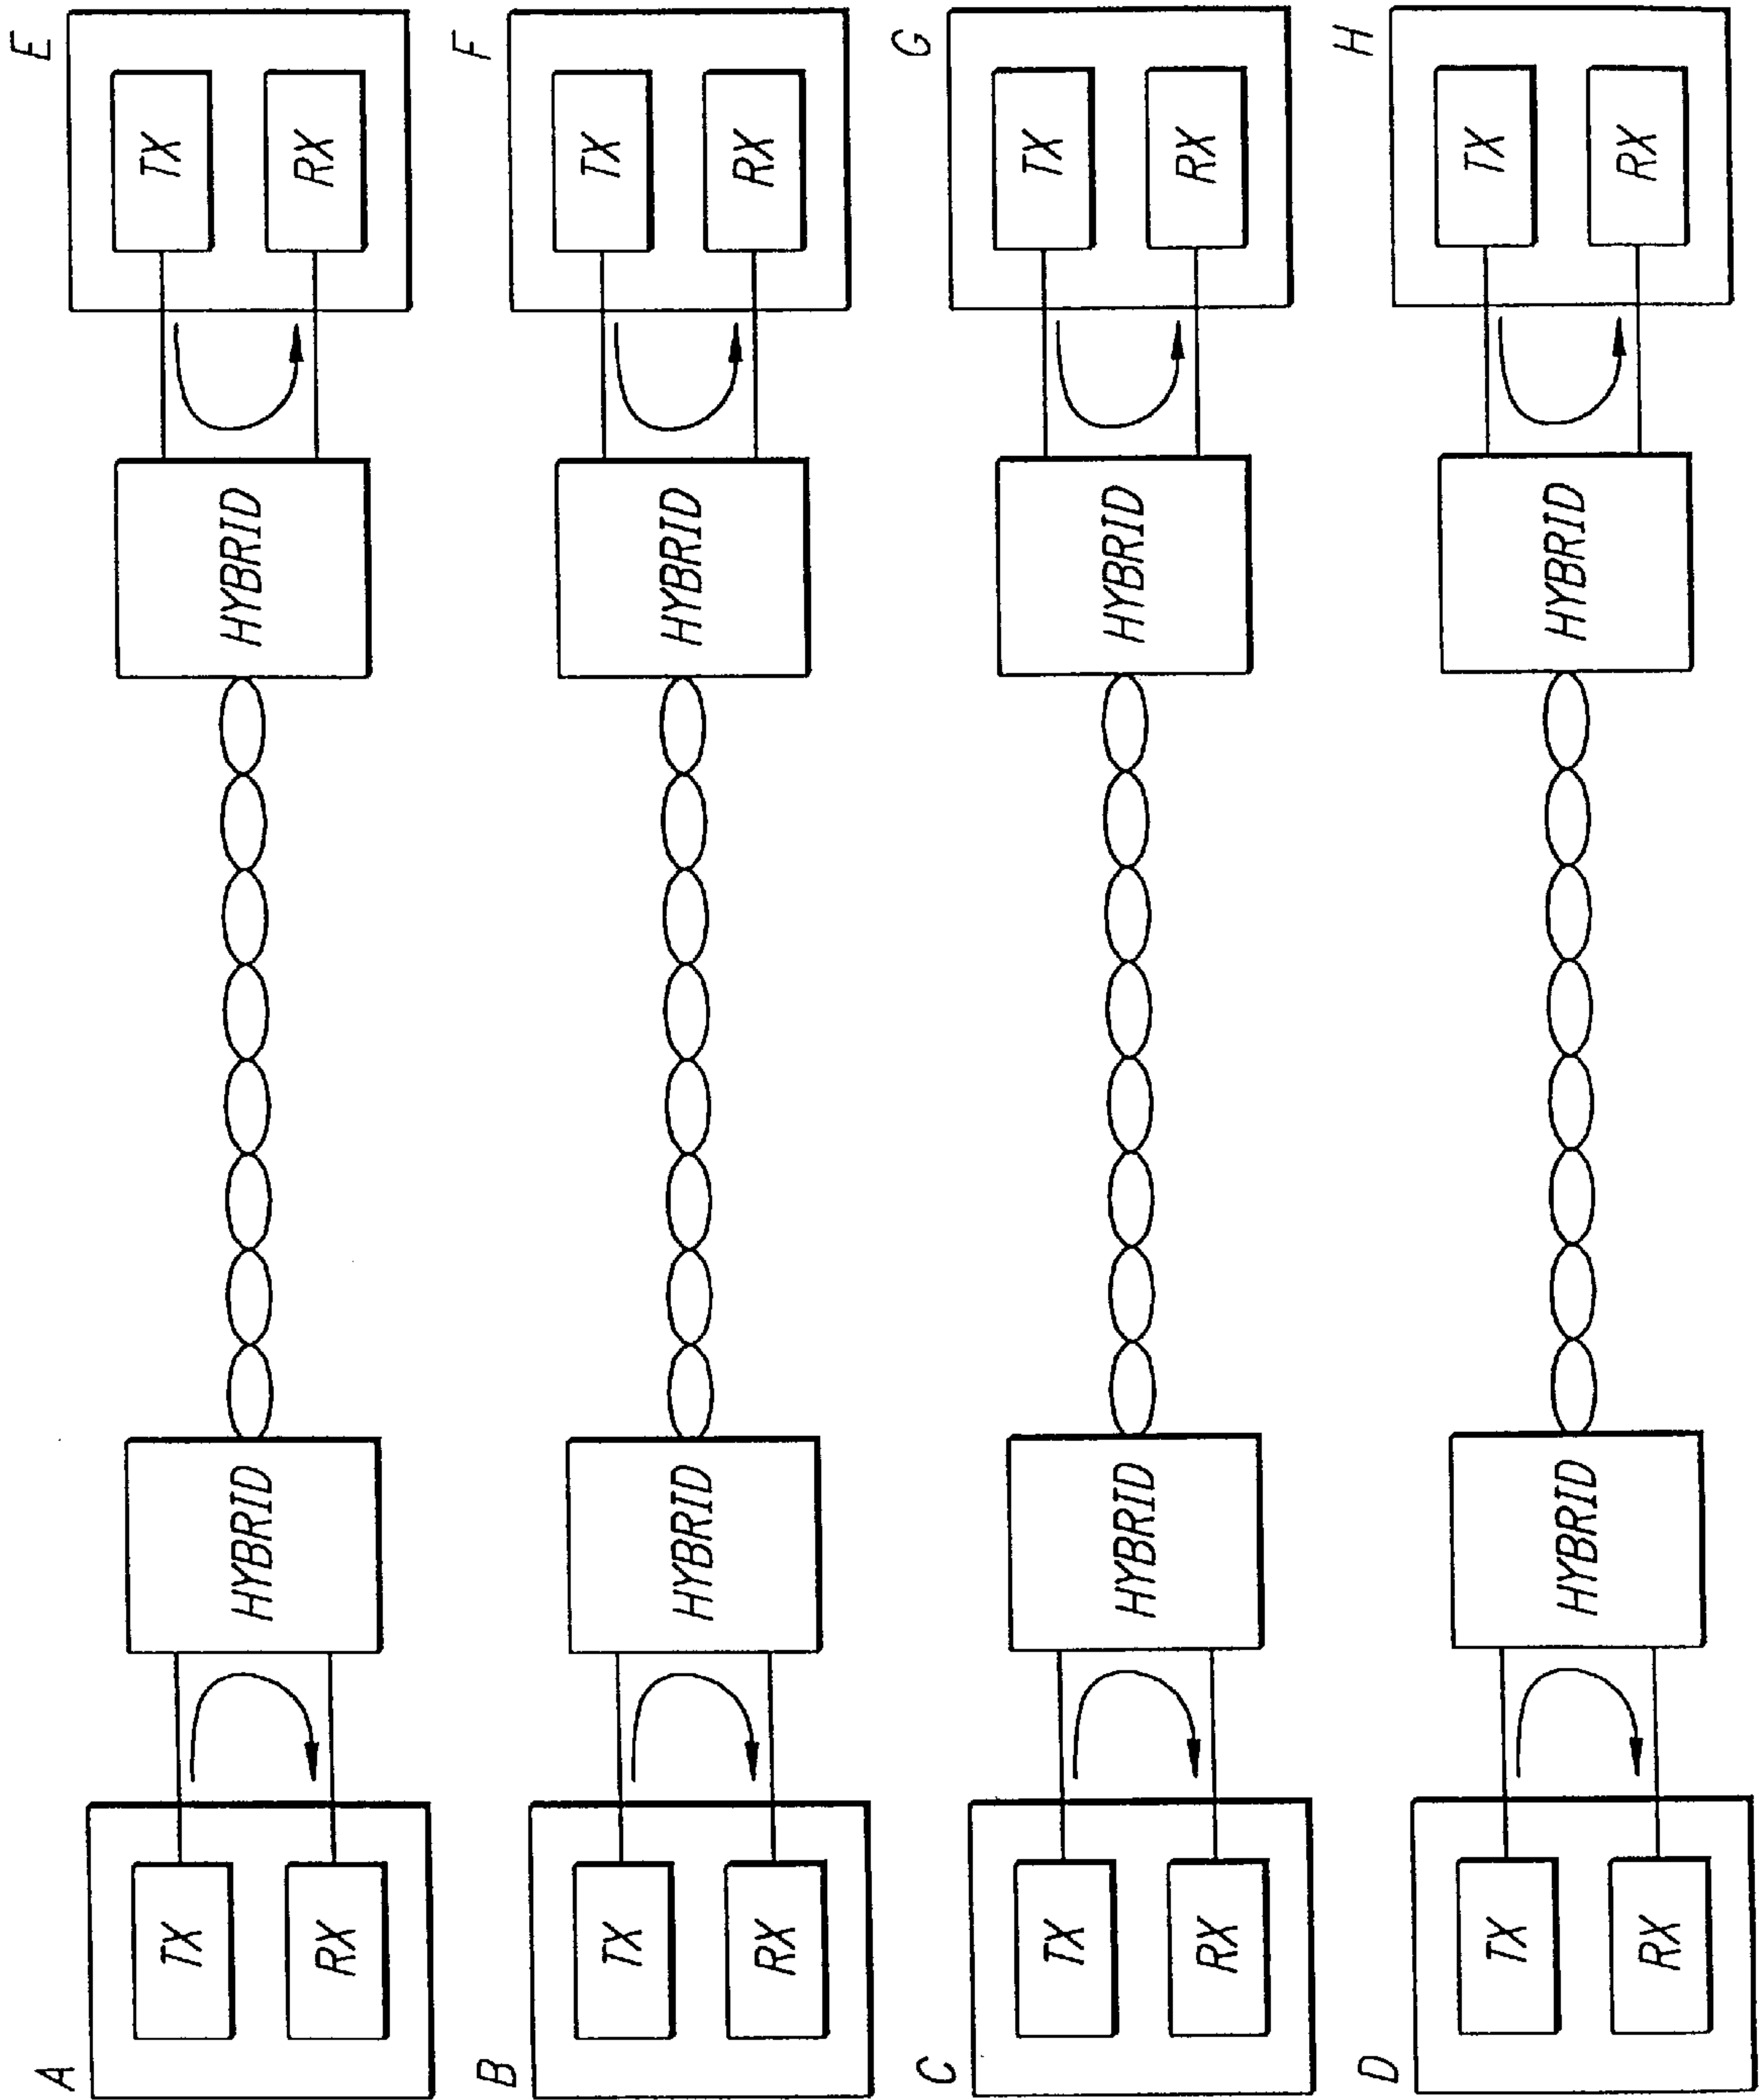 A
TX
RX
HYBRID
HYBRID
E
TX
RX
B
TX
RX
HYBRID
HYBRID
F
TX
RX
C
TX
RX
HYBRID
HYBRID
G
TX
RX
D
TX
RX
HYBRID
HYBRID
H
TX
RX